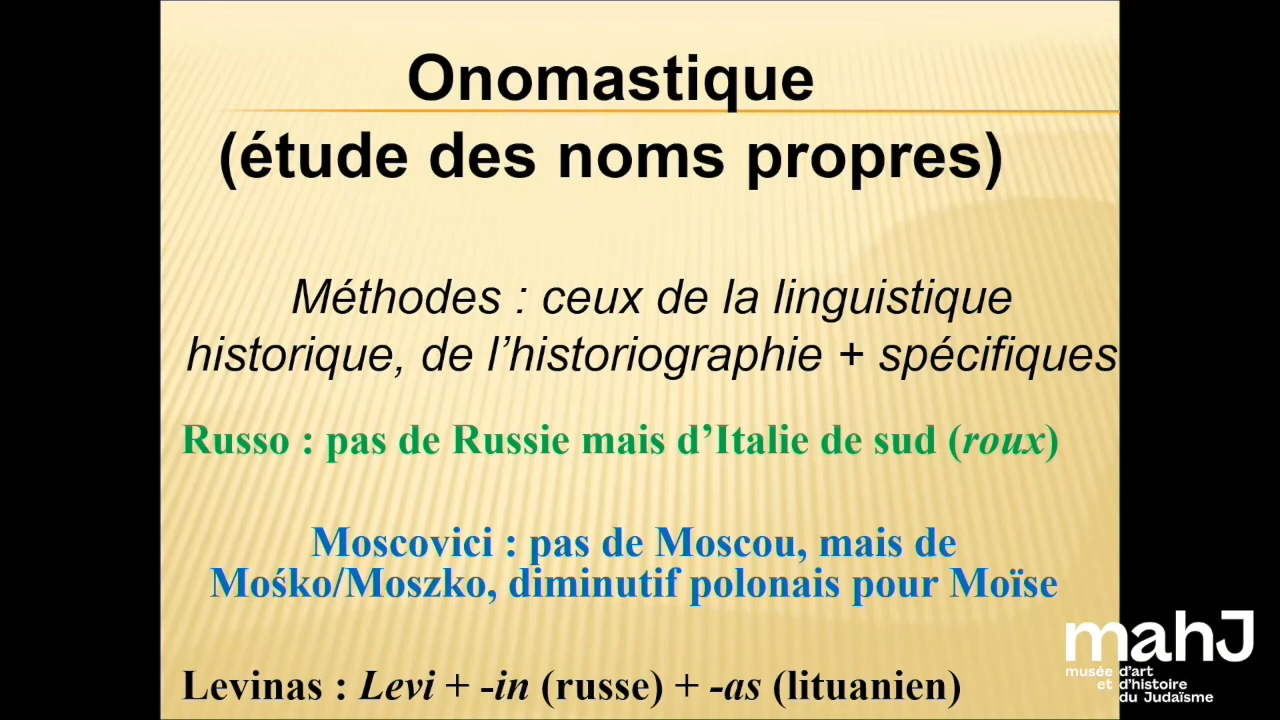 Onomastique
(étude des noms propres)
Méthodes : ceux de la linguistique
historique, de l’historiographie + spécifiques
Russo : pas de Russie mais d’Italie de sud (roux)
Moscovici : pas de Moscou, mais de
Mośko/Moszko, diminutif polonais pour Moïse
Levinas : Levi + -in (russe) + -as (lituanien)
mahJ
musée d’art
et d’histoire
du Judaïsme